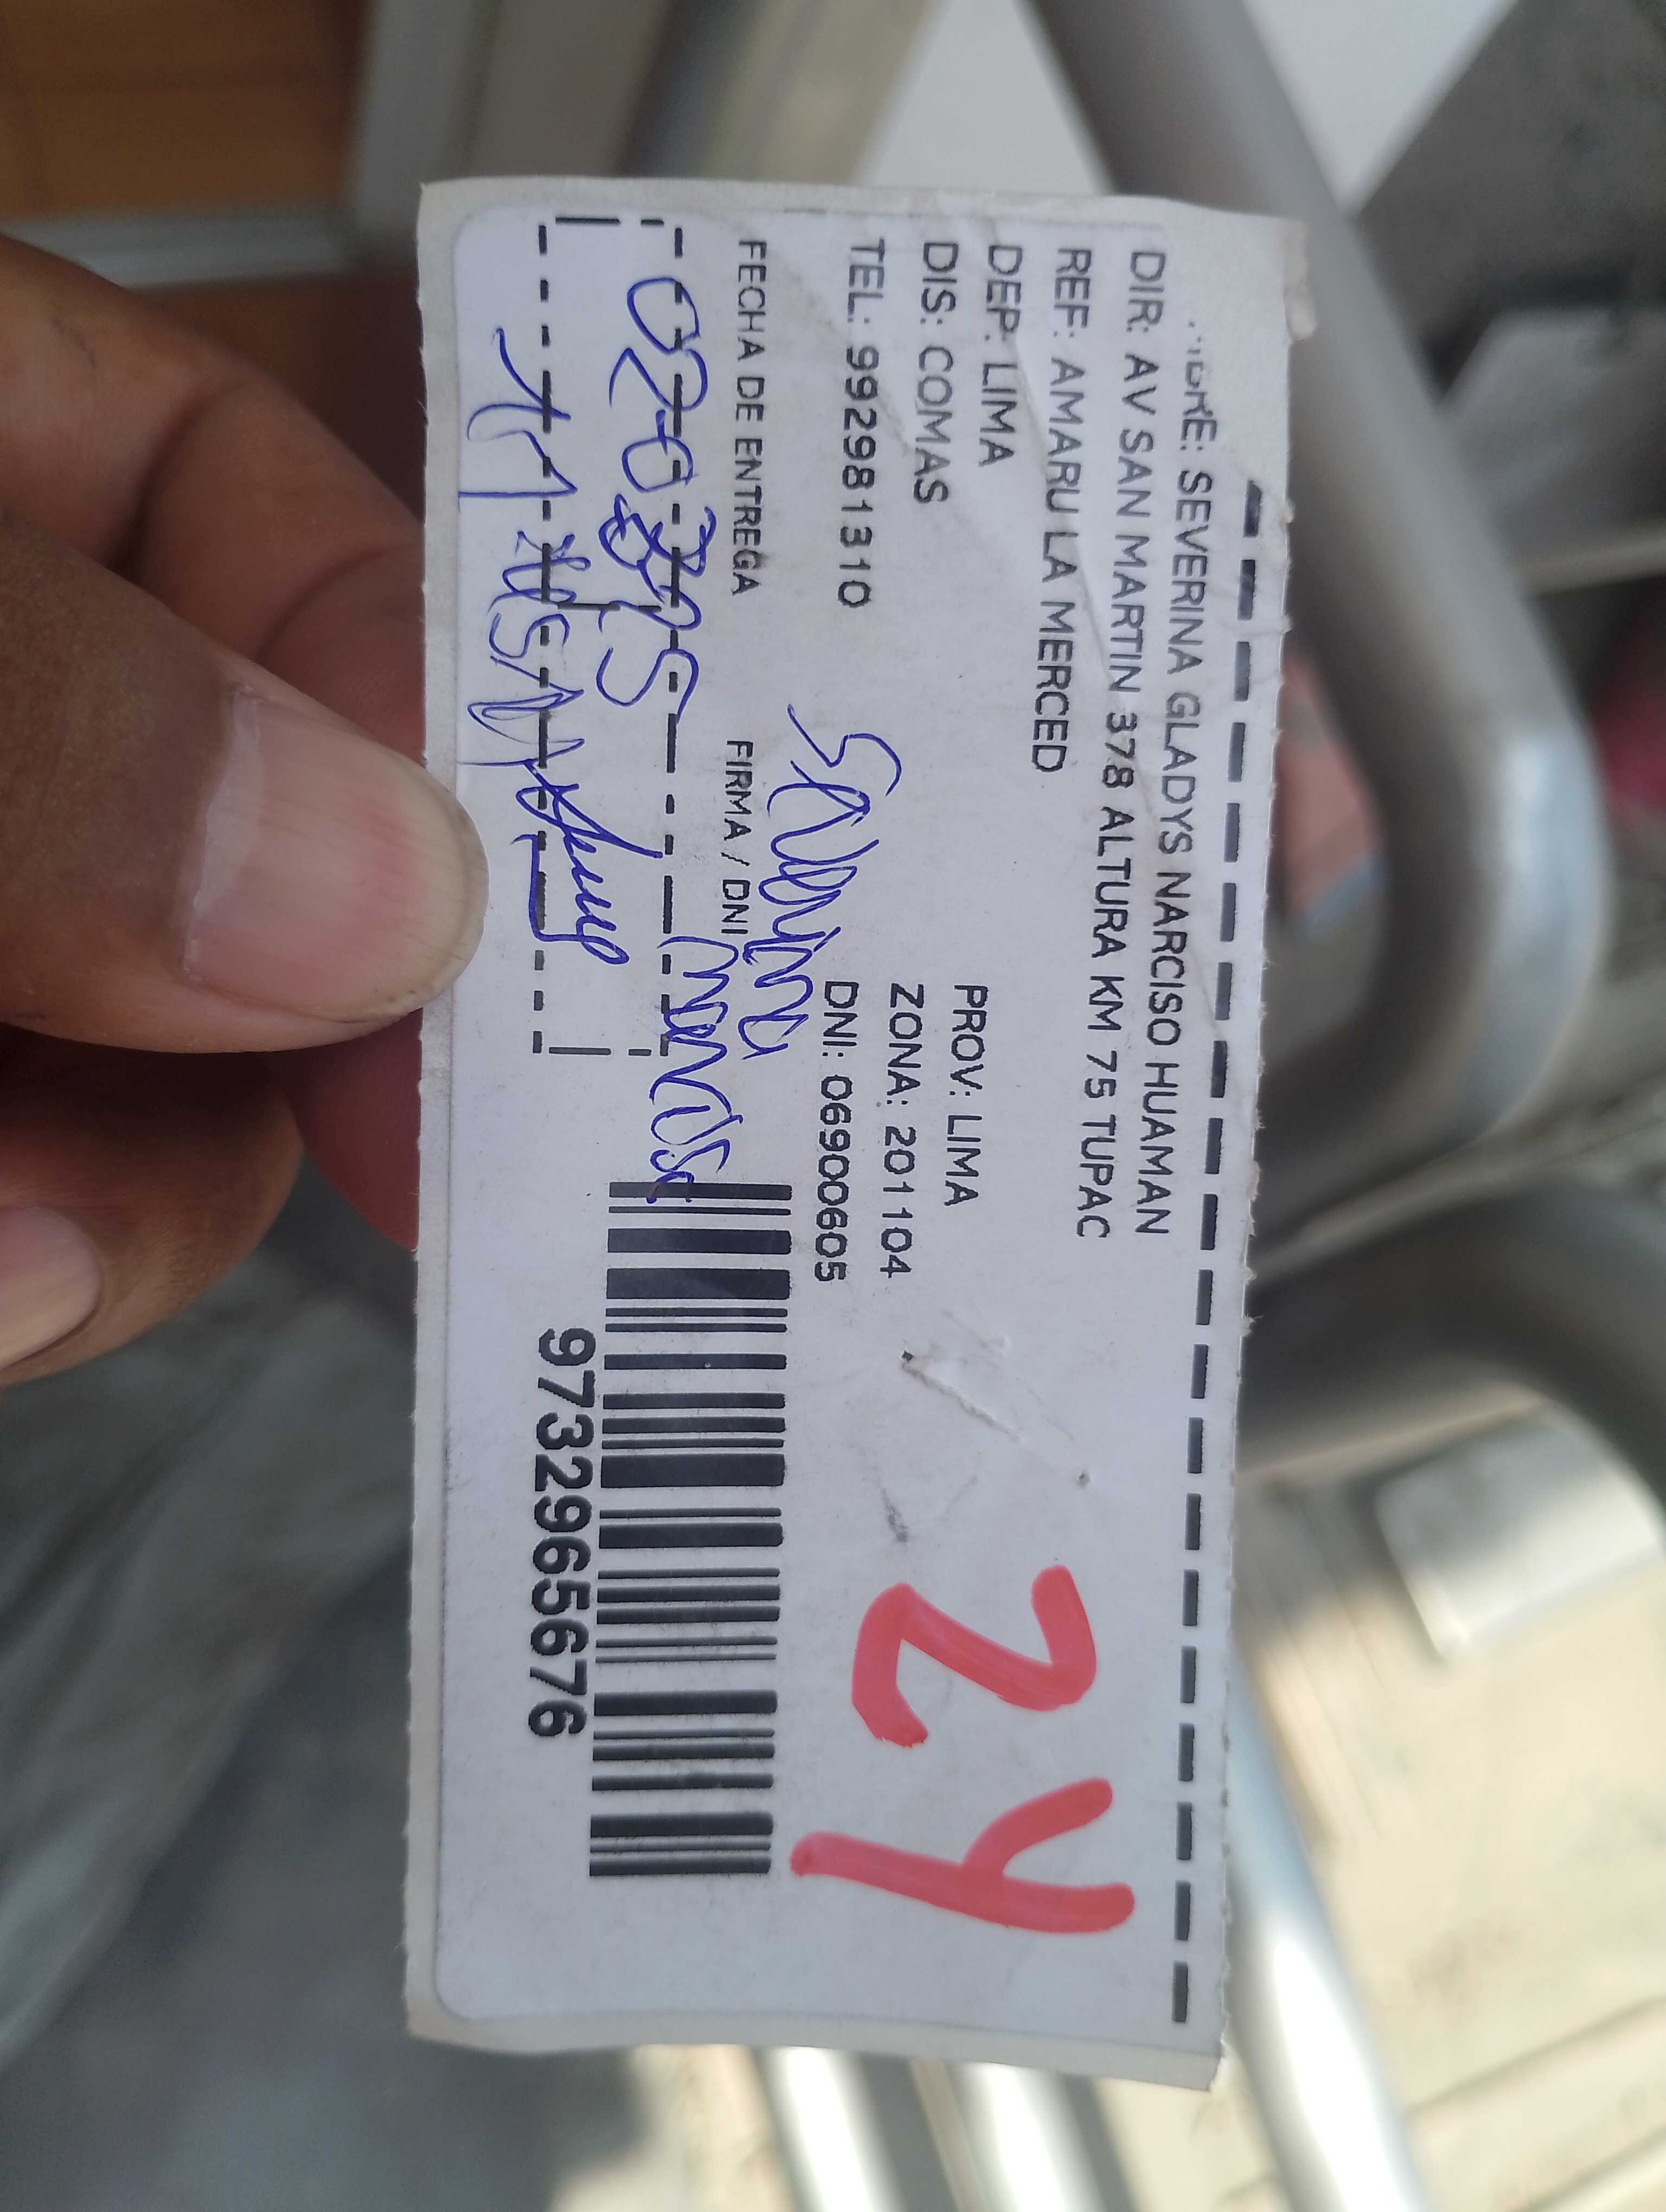 NOMBRE: SEVERINA GLADYS NARCISO HUAMAN
DIR: AV SAN MARTIN 378 ALTURA KM 75 TUPAC
REF: AMARU LA MERCED
DEP: LIMA PROV: LIMA
DIS: COMAS ZONA: 201104
TEL: 992981310 DNI: 06900605
FECHA DE ENTREGA FIRMA / DNI
9732965676
24